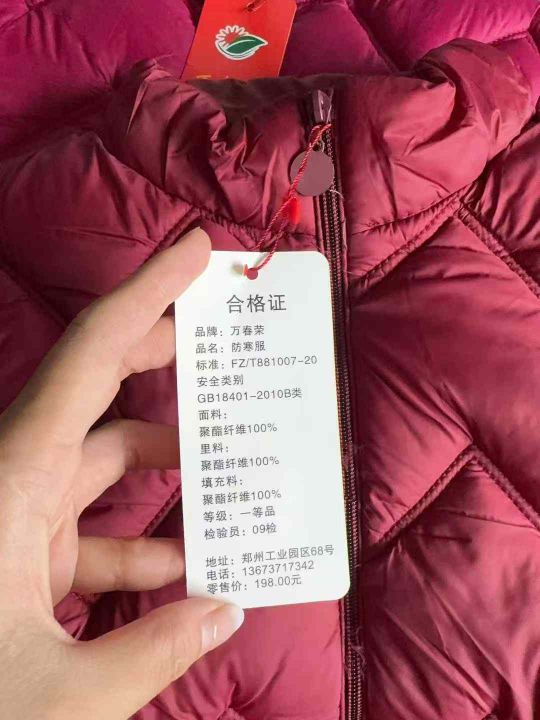 合格证
品牌：万春荣
品名：防寒服
标准：FZ/T881007-20
安全类别
GB18401-2010B类
面料：
聚酯纤维100%
里料：
聚酯纤维100%
填充料：
聚酯纤维100%
等级：一等品
检验员：09检
地址：郑州工业园区68号
电话：13673717342
零售价：198.00元